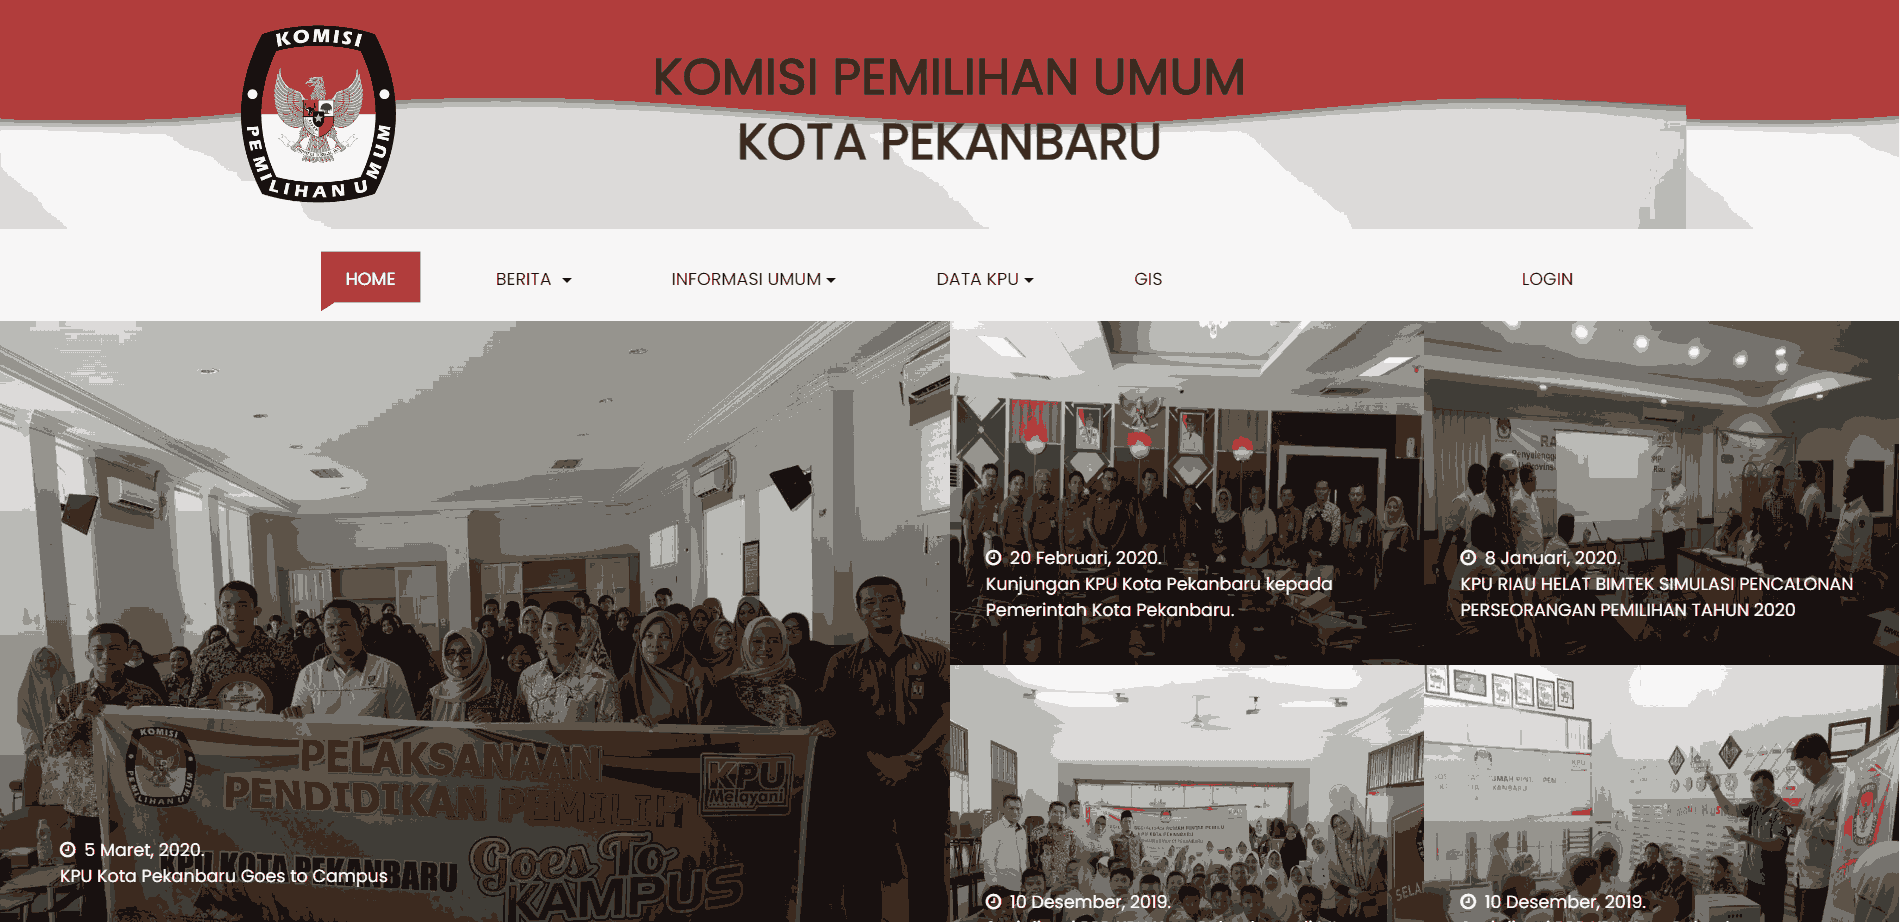 KOMISI
PEMILIHAN UMUM
KOMISI PEMILIHAN UMUM
KOTA PEKANBARU
HOME
BERITA
INFORMASI UMUM
DATA KPU
GIS
LOGIN
KOMISI
PEMILIHAN UMUM
PELAKSANAAN
PENDIDIKAN PEMILIH
KPU
Melayani
KPU KOTA PEKANBARU
Goes To
KAMPUS
5 Maret, 2020.
KPU Kota Pekanbaru Goes to Campus
20 Februari, 2020.
Kunjungan KPU Kota Pekanbaru kepada
Pemerintah Kota Pekanbaru.
8 Januari, 2020.
KPU RIAU HELAT BIMTEK SIMULASI PENCALONAN
PERSEORANGAN PEMILIHAN TAHUN 2020
10 Desember, 2019.
10 Desember, 2019.